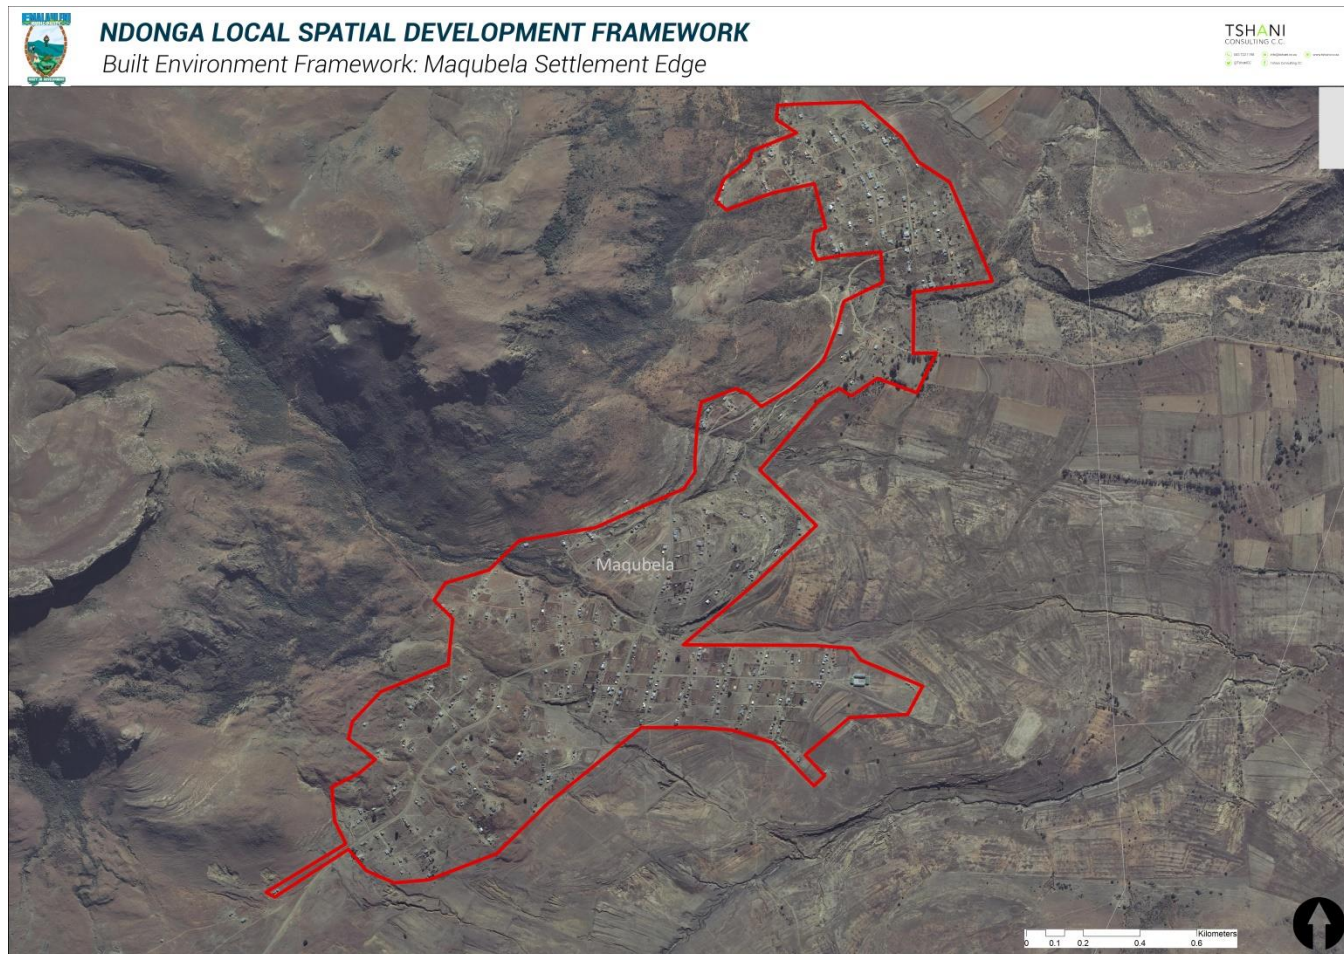 NDONGA LOCAL SPATIAL DEVELOPMENT FRAMEWORK
Built Environment Framework: Maqubela Settlement Edge
TSHANI
CONSULTING C.C.
Maqubela
Kilometers
0 0.1 0.2 0.4 0.6